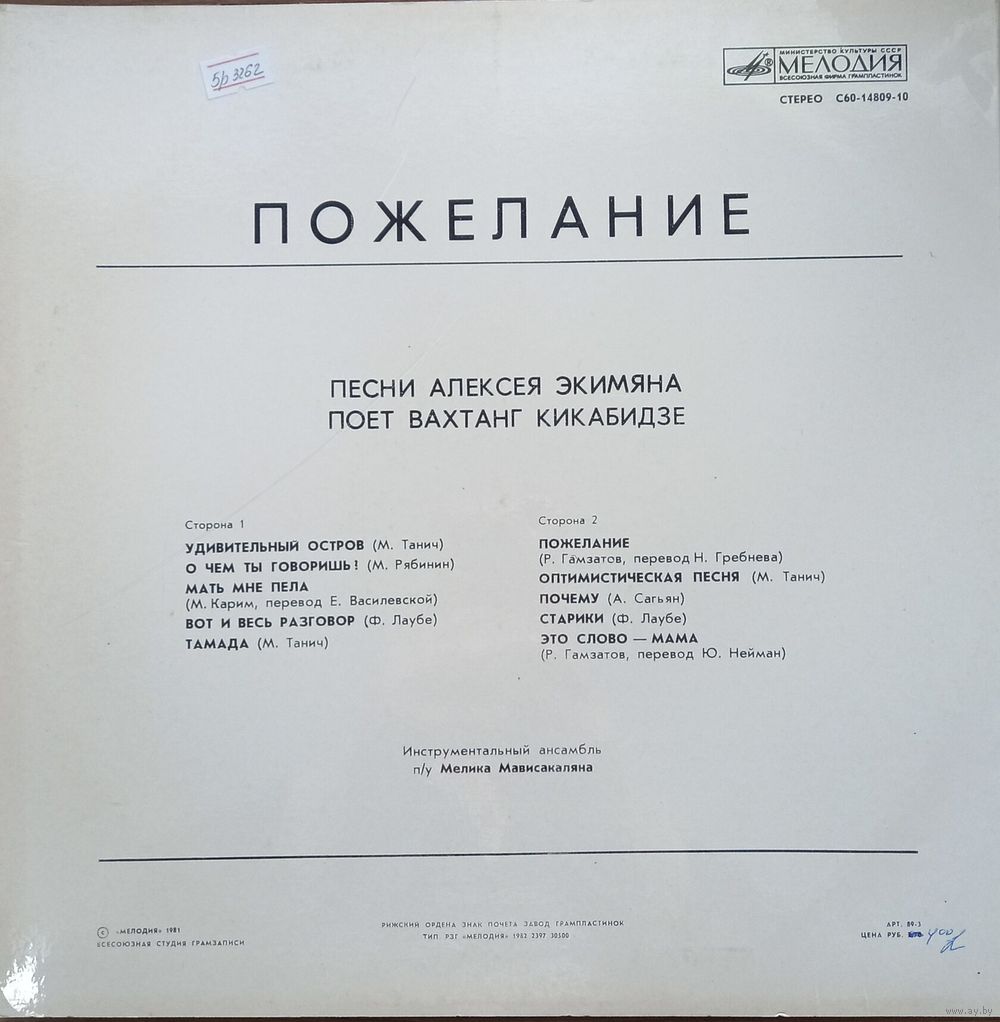 5р 3262
МИНИСТЕРСТВО КУЛЬТУРЫ СССР
МЕЛОДИЯ
ВСЕСОЮЗНАЯ ФИРМА ГРАМПЛАСТИНОК
СТЕРЕО С60-14809-10
ПОЖЕЛАНИЕ
ПЕСНИ АЛЕКСЕЯ ЭКИМЯНА
ПОЕТ ВАХТАНГ КИКАБИДЗЕ
Сторона 1
УДИВИТЕЛЬНЫЙ ОСТРОВ (М. Танич)
О ЧЕМ ТЫ ГОВОРИШЬ! (М. Рябинин)
МАТЬ МНЕ ПЕЛА
(М. Карим, перевод Е. Василевской)
ВОТ И ВЕСЬ РАЗГОВОР (Ф. Лаубе)
ТАМАДА (М. Танич)
Сторона 2
ПОЖЕЛАНИЕ
(Р. Гамзатов, перевод Н. Гребнева)
ОПТИМИСТИЧЕСКАЯ ПЕСНЯ (М. Танич)
ПОЧЕМУ (А. Сагьян)
СТАРИКИ (Ф. Лаубе)
ЭТО СЛОВО — МАМА
(Р. Гамзатов, перевод Ю. Нейман)
Инструментальный ансамбль
п/у Мелика Мависакаляна
© «МЕЛОДИЯ» 1981
ВСЕСОЮЗНАЯ СТУДИЯ ГРАМЗАПИСИ
РИЖСКИЙ ОРДЕНА ЗНАК ПОЧЕТА ЗАВОД ГРАМПЛАСТИНОК
ТИП. РЗГ «МЕЛОДИЯ» 1982 2397 30500
АРТ. 89-3
ЦЕНА РУБ. 400
www.ay.by